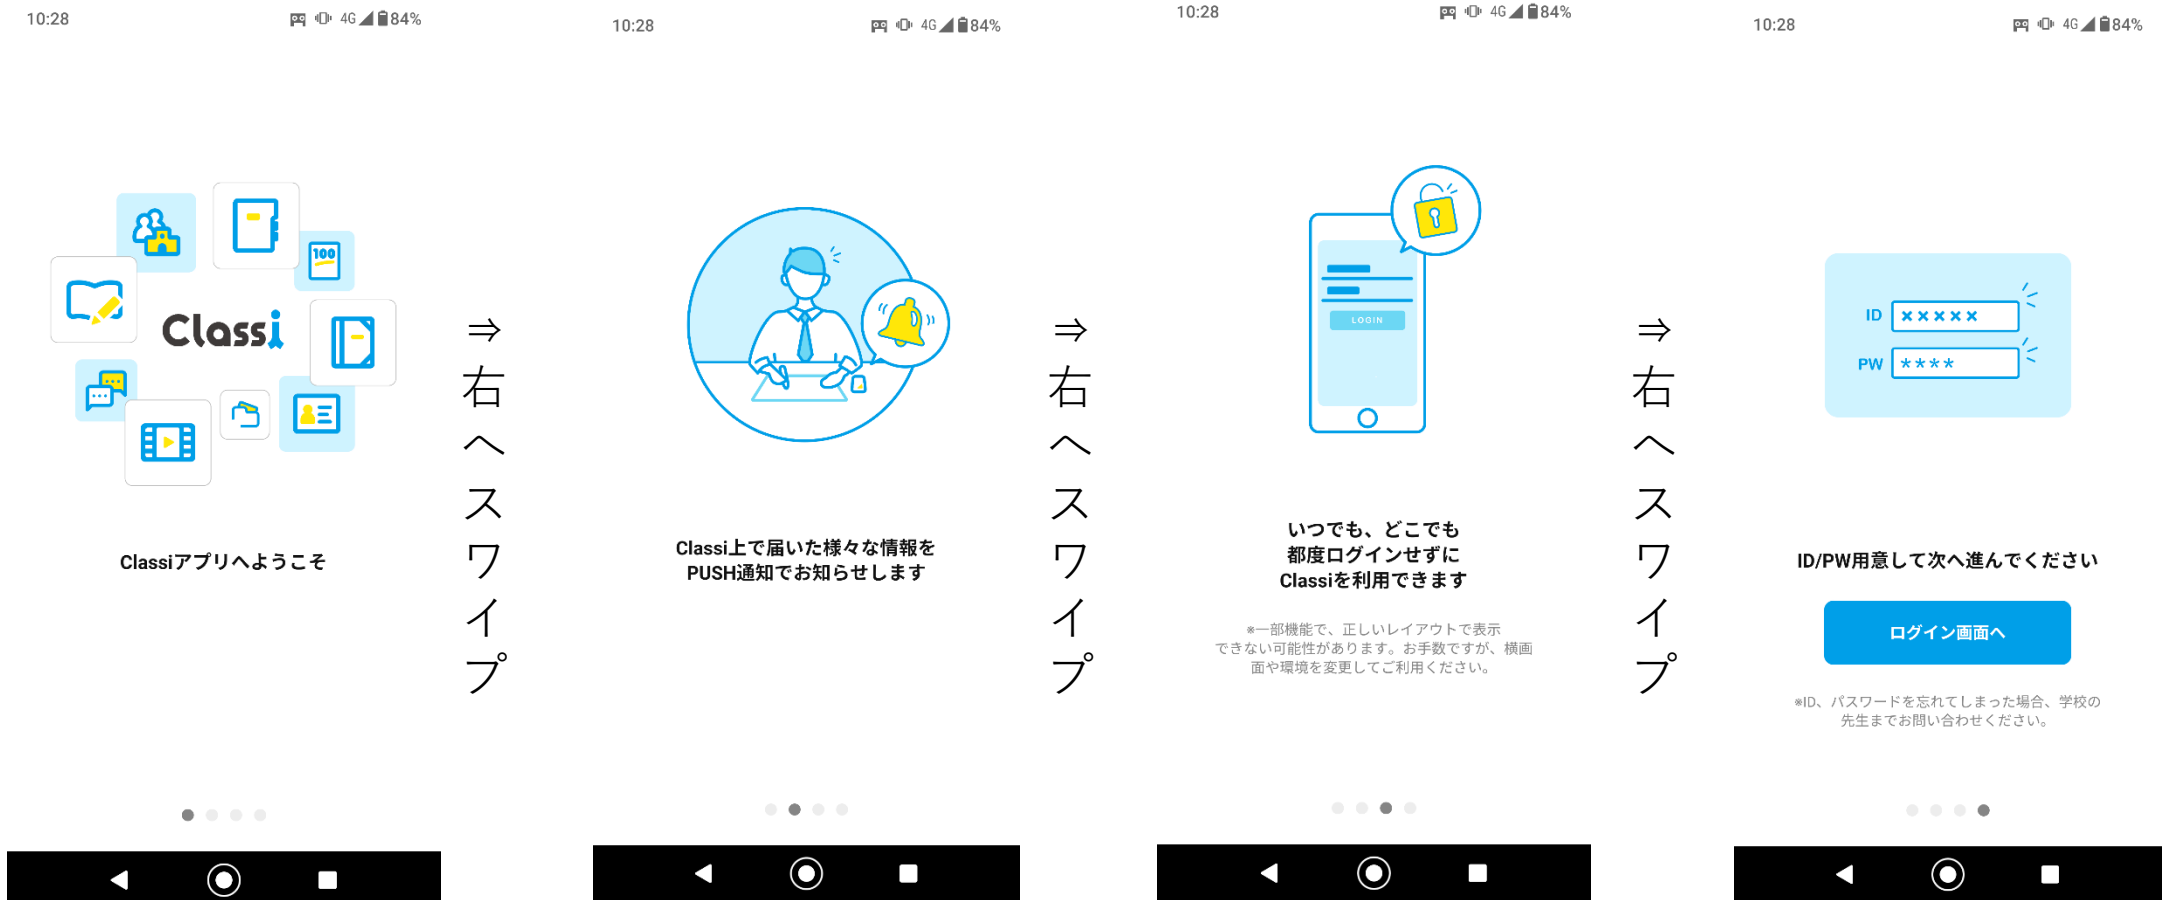 10:28
4G 84%
100
Classi
Classiアプリへようこそ
⇒右へスワイプ
10:28
4G 84%
Classi上で届いた様々な情報を
PUSH通知でお知らせします
⇒右へスワイプ
10:28
4G 84%
LOGIN
いつでも、どこでも
都度ログインせずに
Classiを利用できます
※一部機能で、正しいレイアウトで表示
できない可能性があります。お手数ですが、横画
面や環境を変更してご利用ください。
⇒右へスワイプ
10:28
4G 84%
ID ×××××
PW ****
ID/PW用意して次へ進んでください
ログイン画面へ
※ID、パスワードを忘れてしまった場合、学校の
先生までお問い合わせください。